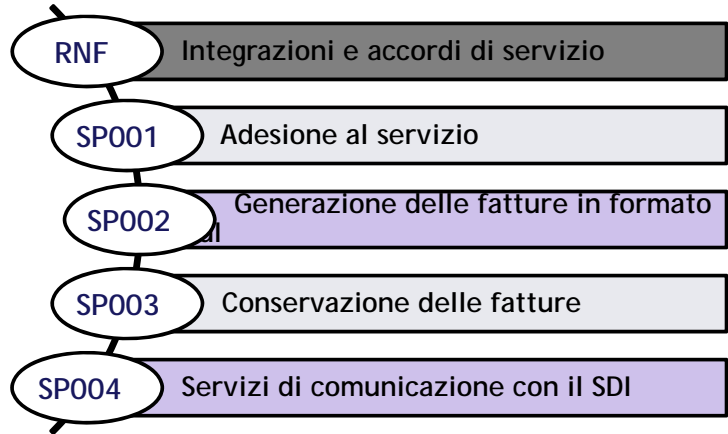 RNF Integrazioni e accordi di servizio
SP001 Adesione al servizio
SP002 Generazione delle fatture in formato
SP003 Conservazione delle fatture
SP004 Servizi di comunicazione con il SDI